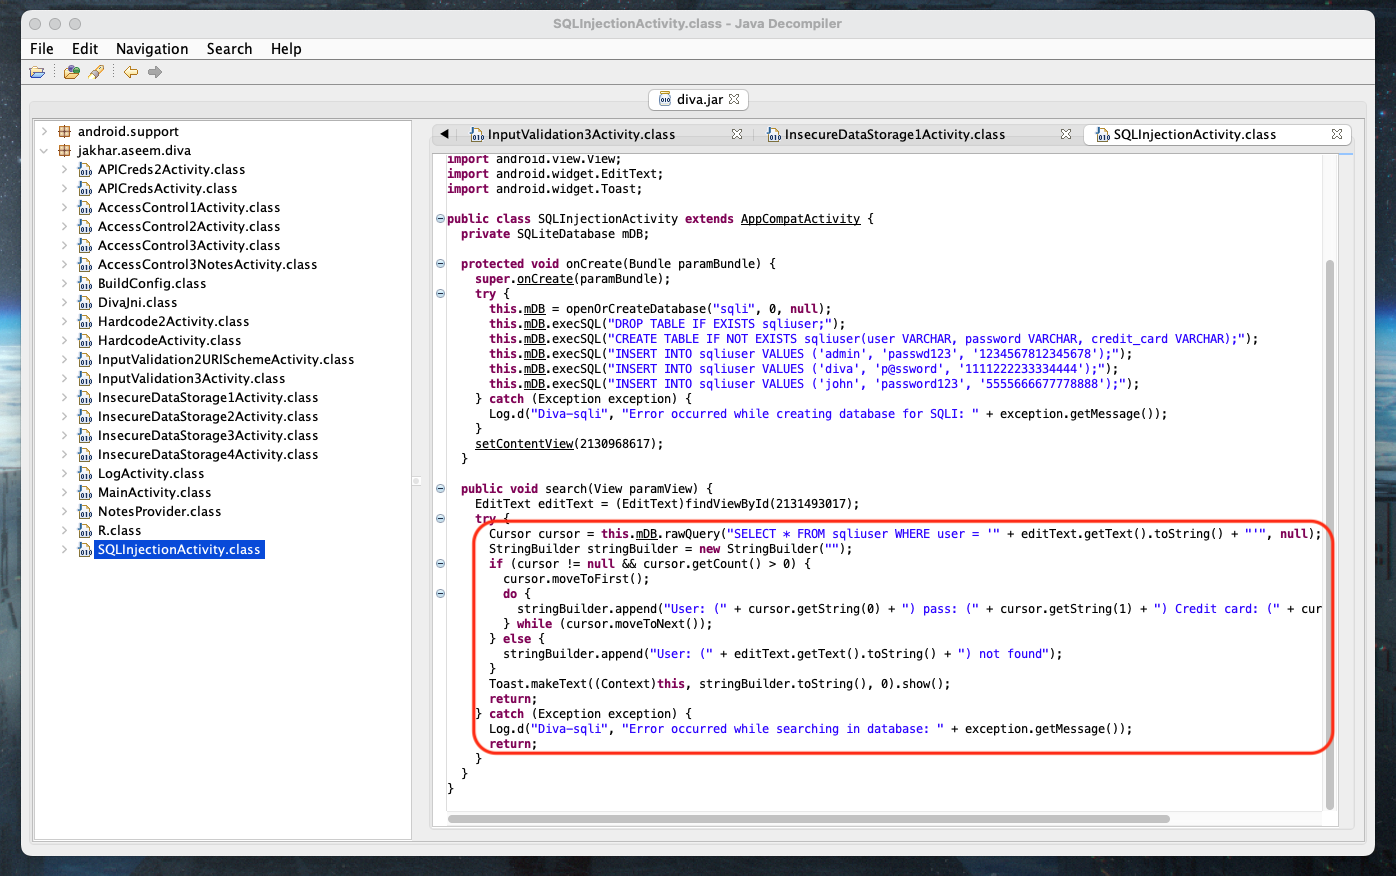 SQLInjectionActivity.class - Java Decompiler
File Edit Navigation Search Help
diva.jar
android.support
jakhar.aseem.diva
APICreds2Activity.class
APICredsActivity.class
AccessControl1Activity.class
AccessControl2Activity.class
AccessControl3Activity.class
AccessControl3NotesActivity.class
BuildConfig.class
DivaJni.class
Hardcode2Activity.class
HardcodeActivity.class
InputValidation2URISchemeActivity.class
InputValidation3Activity.class
InsecureDataStorage1Activity.class
InsecureDataStorage2Activity.class
InsecureDataStorage3Activity.class
InsecureDataStorage4Activity.class
LogActivity.class
MainActivity.class
NotesProvider.class
R.class
SQLInjectionActivity.class
InputValidation3Activity.class InsecureDataStorage1Activity.class SQLInjectionActivity.class
import android.view.View;
import android.widget.EditText;
import android.widget.Toast;
public class SQLInjectionActivity extends AppCompatActivity {
private SQLiteDatabase mDB;
protected void onCreate(Bundle paramBundle) {
super.onCreate(paramBundle);
try {
this.mDB = openOrCreateDatabase("sqli", 0, null);
this.mDB.execSQL("DROP TABLE IF EXISTS sqliuser;");
this.mDB.execSQL("CREATE TABLE IF NOT EXISTS sqliuser(user VARCHAR, password VARCHAR, credit_card VARCHAR);");
this.mDB.execSQL("INSERT INTO sqliuser VALUES ('admin', 'passwd123', '1234567812345678');");
this.mDB.execSQL("INSERT INTO sqliuser VALUES ('diva', 'p@ssword', '1111222233334444');");
this.mDB.execSQL("INSERT INTO sqliuser VALUES ('john', 'password123', '5555666677778888');");
} catch (Exception exception) {
Log.d("Diva-sqli", "Error occurred while creating database for SQLI: " + exception.getMessage());
}
setContentView(2130968617);
}
public void search(View paramView) {
EditText editText = (EditText)findViewById(2131493017);
try {
Cursor cursor = this.mDB.rawQuery("SELECT * FROM sqliuser WHERE user = '" + editText.getText().toString() + "'", null);
StringBuilder stringBuilder = new StringBuilder("");
if (cursor != null && cursor.getCount() > 0) {
cursor.moveToFirst();
do {
stringBuilder.append("User: (" + cursor.getString(0) + ") pass: (" + cursor.getString(1) + ") Credit card: (" + cur
} while (cursor.moveToNext());
} else {
stringBuilder.append("User: (" + editText.getText().toString() + ") not found");
}
Toast.makeText((Context)this, stringBuilder.toString(), 0).show();
return;
} catch (Exception exception) {
Log.d("Diva-sqli", "Error occurred while searching in database: " + exception.getMessage());
return;
}
}
}